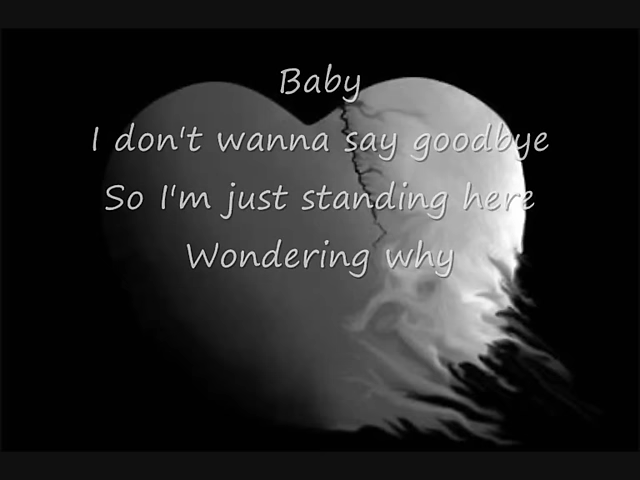 Baby
I don't wanna say goodbye
So I'm just standing here
Wondering why